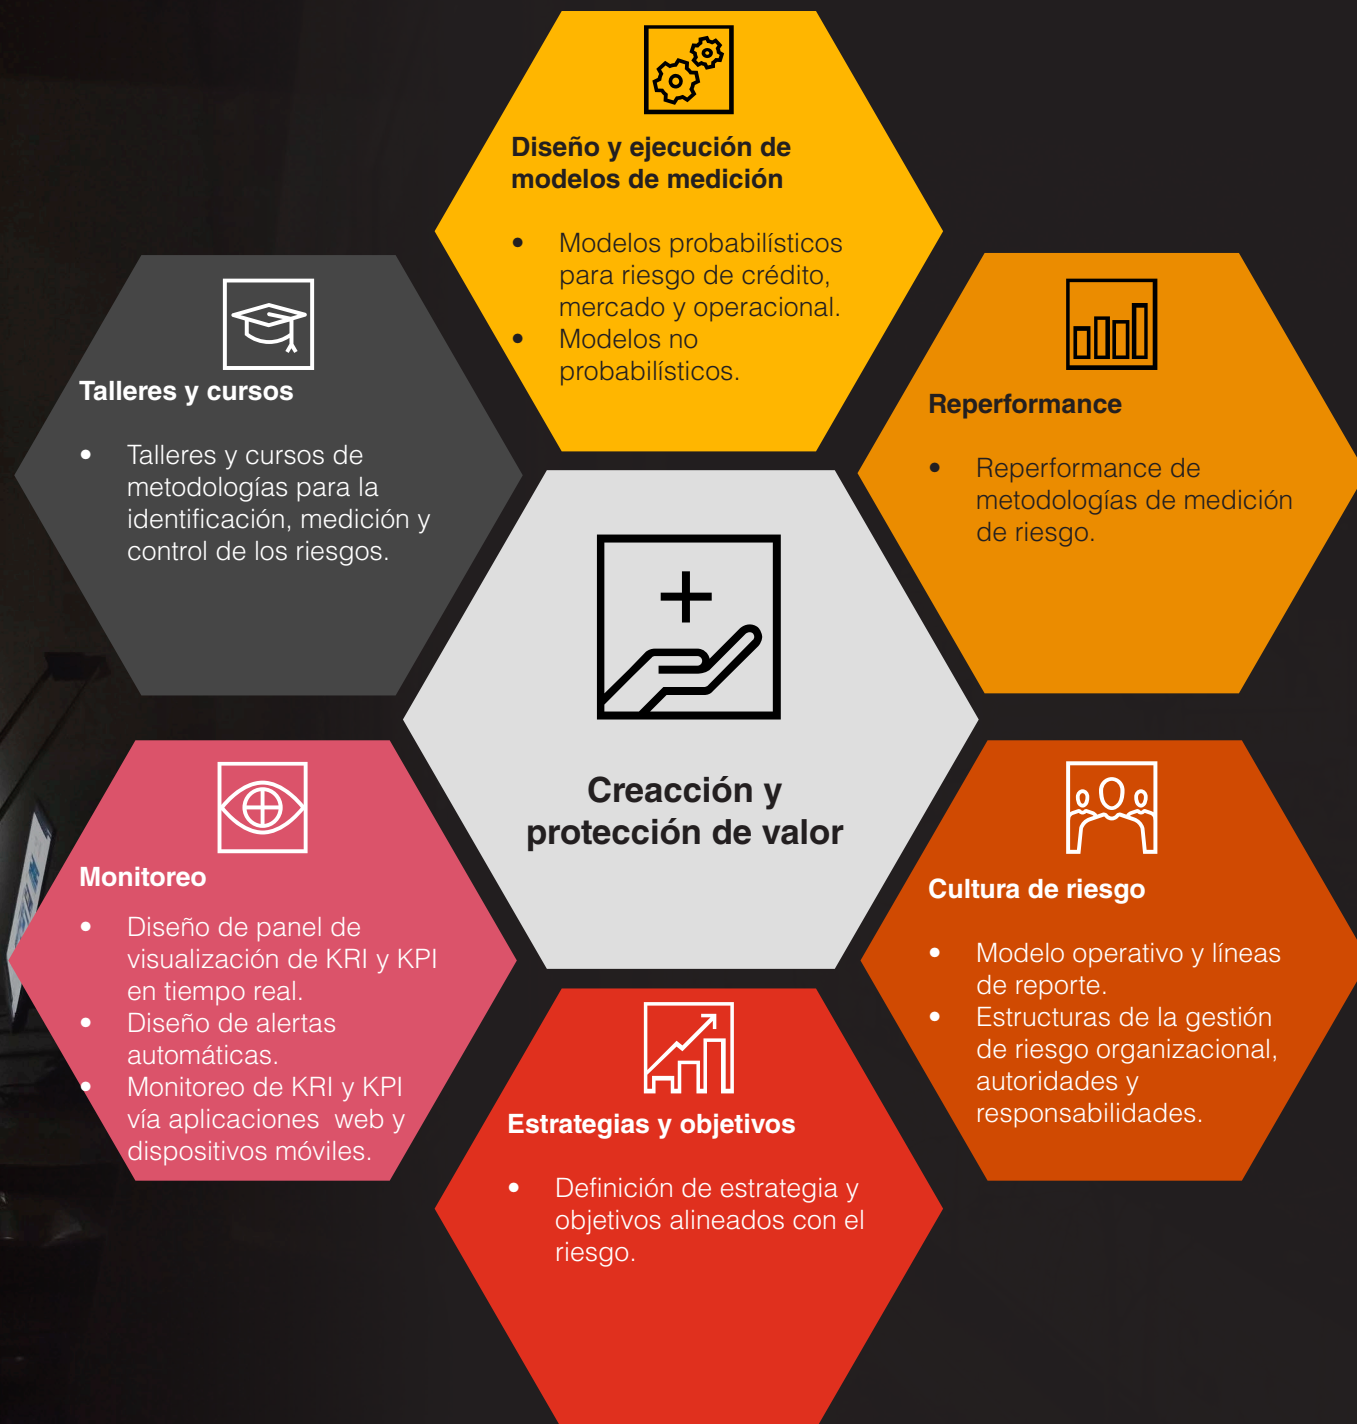 Diseño y ejecución de
modelos de medición
• Modelos probabilísticos
para riesgo de crédito,
mercado y operacional.
• Modelos no
probabilísticos.
Talleres y cursos
• Talleres y cursos de
metodologías para la
identificación, medición y
control de los riesgos.
Reperformance
• Reperformance de
metodologías de medición
de riesgo.
Creacción y
protección de valor
Monitoreo
• Diseño de panel de
visualización de KRI y KPI
en tiempo real.
• Diseño de alertas
automáticas.
• Monitoreo de KRI y KPI
vía aplicaciones web y
dispositivos móviles.
Cultura de riesgo
• Modelo operativo y líneas
de reporte.
• Estructuras de la gestión
de riesgo organizacional,
autoridades y
responsabilidades.
Estrategias y objetivos
• Definición de estrategia y
objetivos alineados con el
riesgo.